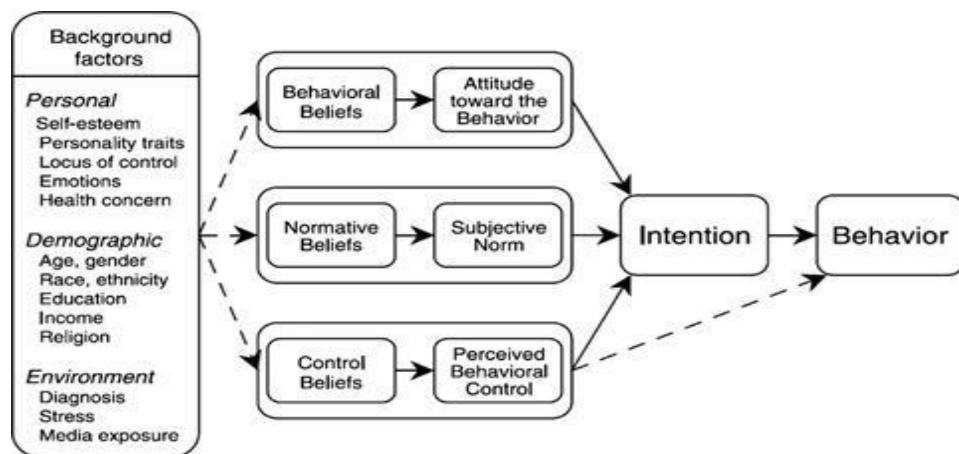 Background
factors
Personal
Self-esteem
Personality traits
Locus of control
Emotions
Health concern
Demographic
Age, gender
Race, ethnicity
Education
Income
Religion
Environment
Diagnosis
Stress
Media exposure
Behavioral
Beliefs
Attitude
toward the
Behavior
Normative
Beliefs
Subjective
Norm
Control
Beliefs
Perceived
Behavioral
Control
Intention
Behavior